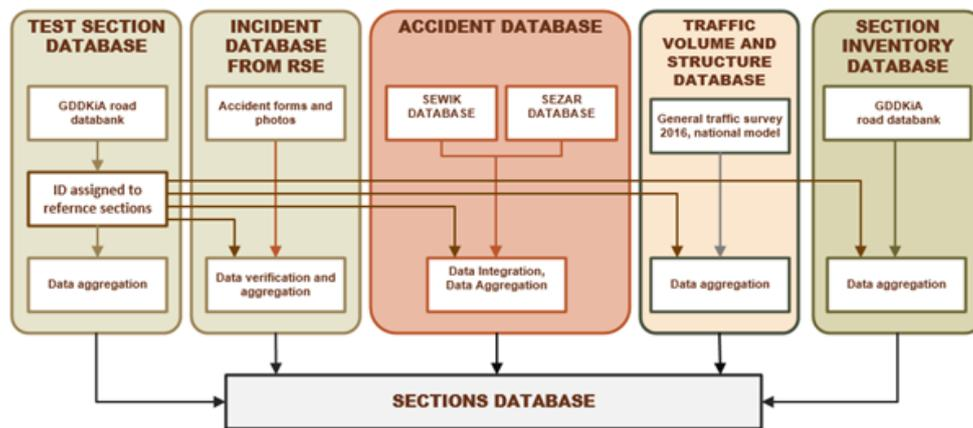 TEST SECTION
DATABASE
GDDKiA road
databank
ID assigned to
refernce sections
Data aggregation
INCIDENT
DATABASE
FROM RSE
Accident forms and
photos
Data verification and
aggregation
ACCIDENT DATABASE
SEWIK
DATABASE
SEZAR
DATABASE
Data Integration,
Data Aggregation
TRAFFIC
VOLUME AND
STRUCTURE
DATABASE
General traffic survey
2016, national model
Data aggregation
SECTION
INVENTORY
DATABASE
GDDKiA
road databank
Data aggregation
SECTIONS DATABASE